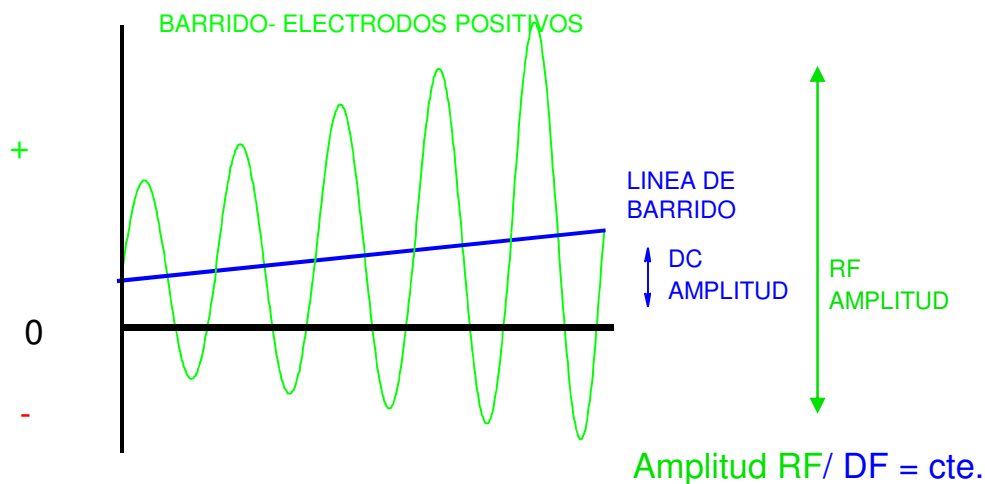 BARRIDO- ELECTRODOS POSITIVOS
+
LINEA DE
BARRIDO
DC
AMPLITUD
RF
AMPLITUD
0
-
Amplitud RF/ DF = cte.